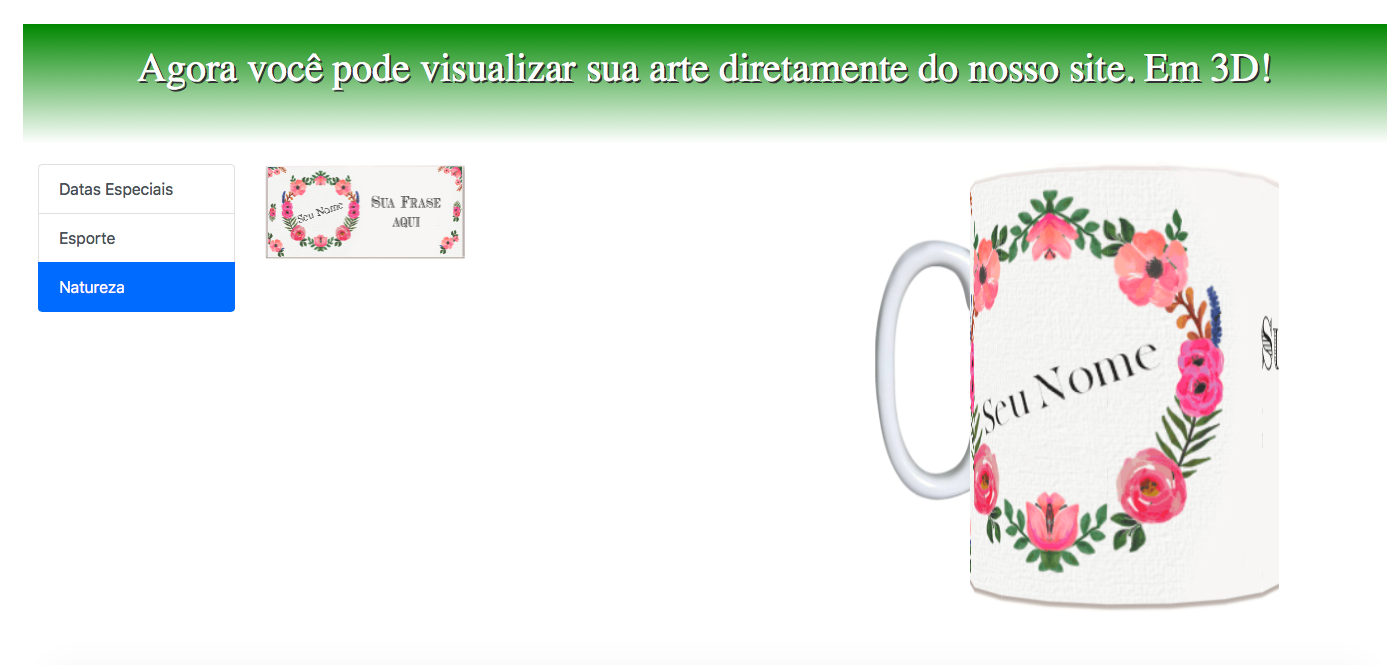 Agora você pode visualizar sua arte diretamente do nosso site. Em 3D!
Datas Especiais
Esporte
Natureza
Seu Nome
Sua Frase
aqui
Seu Nome
Su